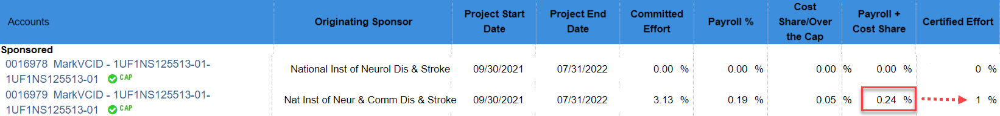 Accounts Originating Sponsor Project Start Date Project End Date Committed Effort Payroll % Cost Share/Over the Cap Payroll + Cost Share Certified Effort
Sponsored
0016978 MarkVCID - 1UF1NS125513-01-
1UF1NS125513-01 CAP National Inst of Neurol Dis & Stroke 09/30/2021 07/31/2022 0.00 % 0.00 % 0.00 % 0.00 % 0 %
0016979 MarkVCID - 1UF1NS125513-01-
1UF1NS125513-01 CAP Nat Inst of Neur & Comm Dis & Stroke 09/30/2021 07/31/2022 3.13 % 0.19 % 0.05 % 0.24 % 1 %